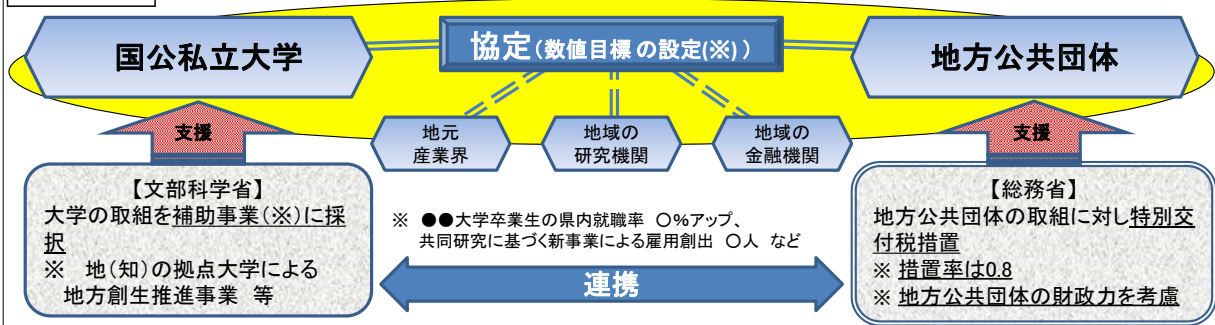 国公私立大学
協定(数値目標の設定(※))
地方公共団体
支援
地元
産業界
地域の
研究機関
地域の
金融機関
支援
【文部科学省】
大学の取組を補助事業(※)に採
択
※ 地(知)の拠点大学による
地方創生推進事業 等
※ ●●大学卒業生の県内就職率 ○%アップ、
共同研究に基づく新事業による雇用創出 ○人 など
連携
【総務省】
地方公共団体の取組に対し特別交
付税措置
※ 措置率は0.8
※ 地方公共団体の財政力を考慮